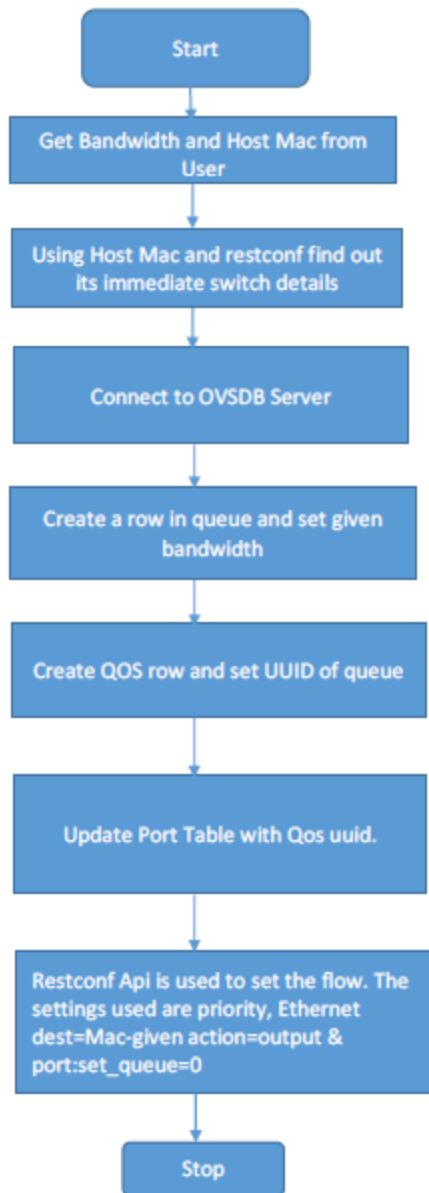 Start
Get Bandwidth and Host Mac from
User
Using Host Mac and restconf find out
its immediate switch details
Connect to OVSDB Server
Create a row in queue and set given
bandwidth
Create QOS row and set UUID of queue
Update Port Table with Qos uuid.
Restconf Api is used to set the flow. The
settings used are priority, Ethernet
dest=Mac-given action=output &
port:set_queue=0
Stop